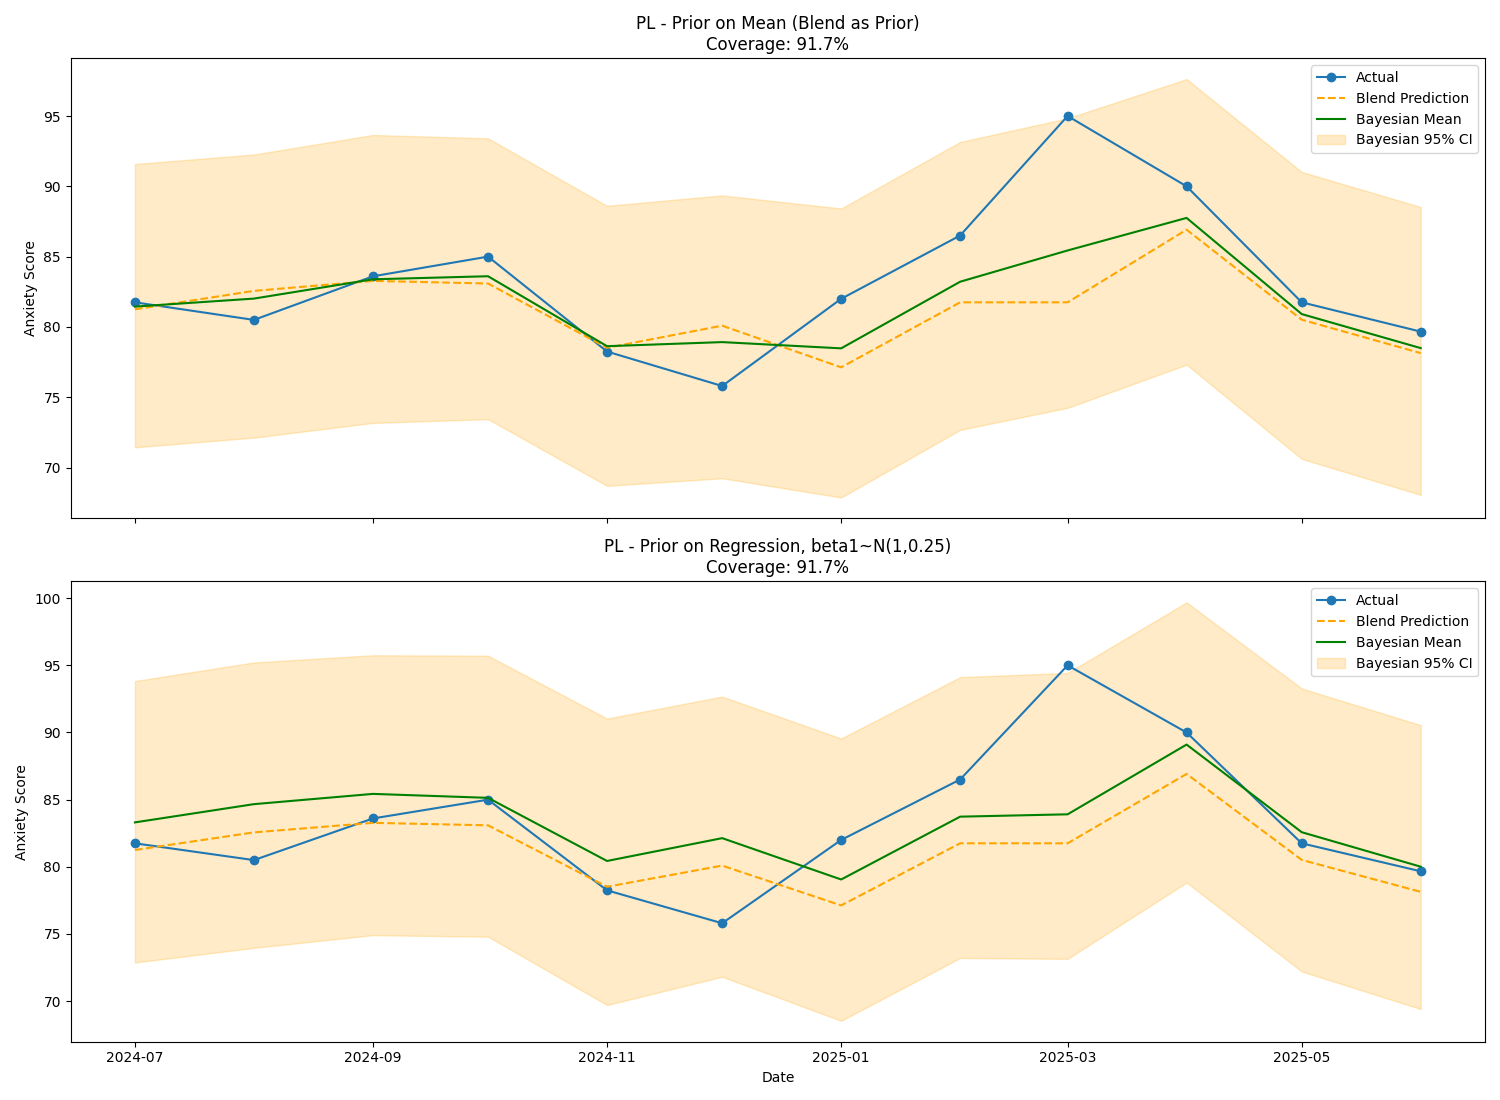 PL - Prior on Mean (Blend as Prior)
Coverage: 91.7%
Anxiety Score
95
90
85
80
75
70
Actual
Blend Prediction
Bayesian Mean
Bayesian 95% CI
PL - Prior on Regression, beta1~N(1,0.25)
Coverage: 91.7%
Anxiety Score
100
95
90
85
80
75
70
Actual
Blend Prediction
Bayesian Mean
Bayesian 95% CI
2024-07 2024-09 2024-11 2025-01 2025-03 2025-05
Date